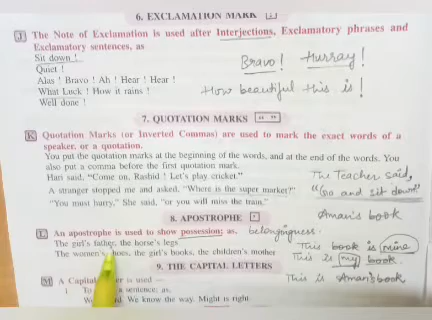 6. EXCLAMATION MARK [!]
[J] The Note of Exclamation is used after Interjections, Exclamatory phrases and
Exclamatory sentences, as
Sit down !
Quiet !
Alas ! Bravo ! Ah ! Hear ! Hear !
What Luck ! How it rains !
Well done !
Bravo! Hurray!
How beautiful this is!
7. QUOTATION MARKS [" "]
[K] Quotation Marks (or Inverted Commas) are used to mark the exact words of a
speaker, or a quotation.
You put the quotation marks at the beginning of the words, and at the end of the words. You
also put a comma before the first quotation mark.
Hari said, "Come on, Rashid ! Let's play cricket."
A stranger stopped me and asked, "Where is the super market?"
"You must hurry," She said, "or you will miss the train."
The Teacher said,
"Go and sit down"
8. APOSTROPHE [']
[L] An apostrophe is used to show possession; as,
The girl's father, the horse's legs
The women's shoes, the girl's books, the children's mother
belongingness.
Aman's book
This book is mine
This is my book.
This is Aman's book
9. THE CAPITAL LETTERS
[M] A Capital is used —
1. To a sentence; as,
We know the way. Might is right.